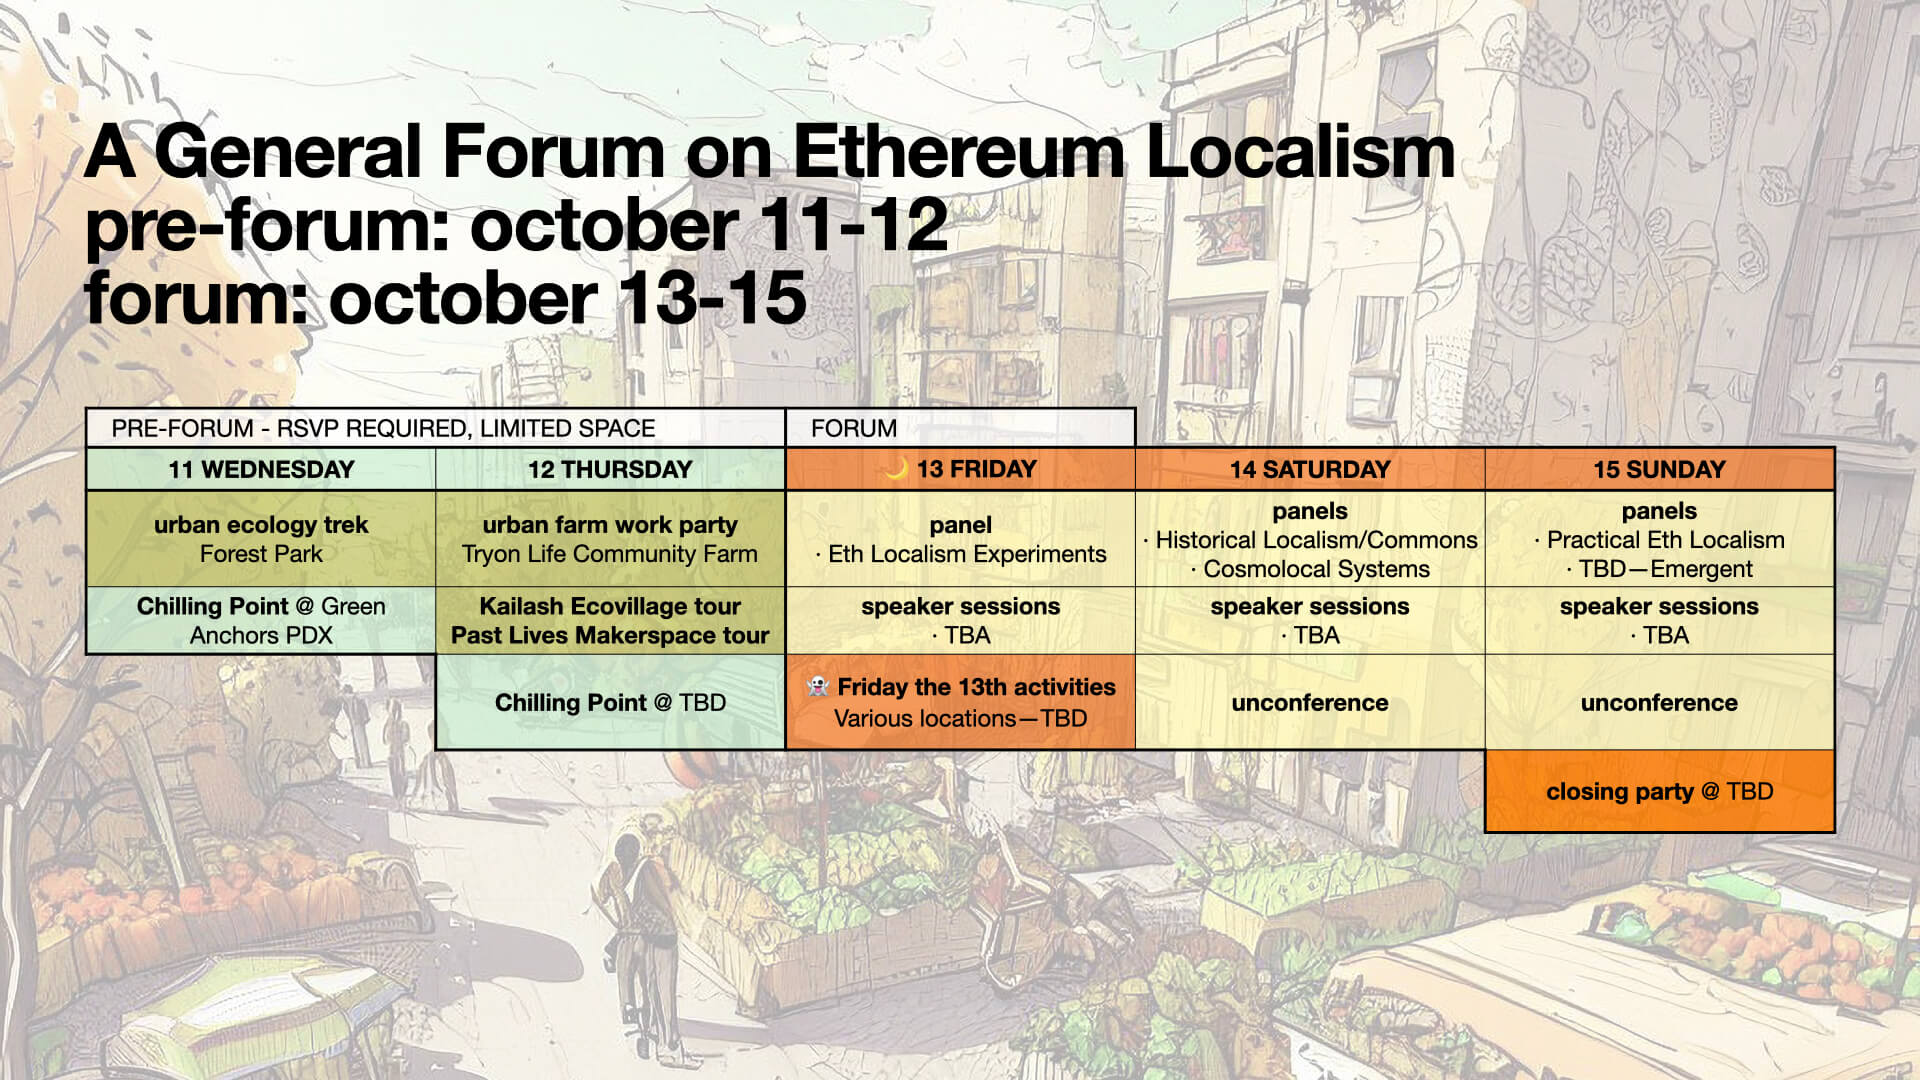 A General Forum on Ethereum Localism
pre-forum: october 11-12
forum: october 13-15
PRE-FORUM - RSVP REQUIRED, LIMITED SPACE
FORUM
11 WEDNESDAY
12 THURSDAY
🌙 13 FRIDAY
14 SATURDAY
15 SUNDAY
urban ecology trek
Forest Park
urban farm work party
Tryon Life Community Farm
panel
· Eth Localism Experiments
panels
· Historical Localism/Commons
· Cosmolocal Systems
panels
· Practical Eth Localism
· TBD—Emergent
Chilling Point @ Green
Anchors PDX
Kailash Ecovillage tour
Past Lives Makerspace tour
speaker sessions
· TBA
speaker sessions
· TBA
speaker sessions
· TBA
Chilling Point @ TBD
👻 Friday the 13th activities
Various locations—TBD
unconference
unconference
closing party @ TBD